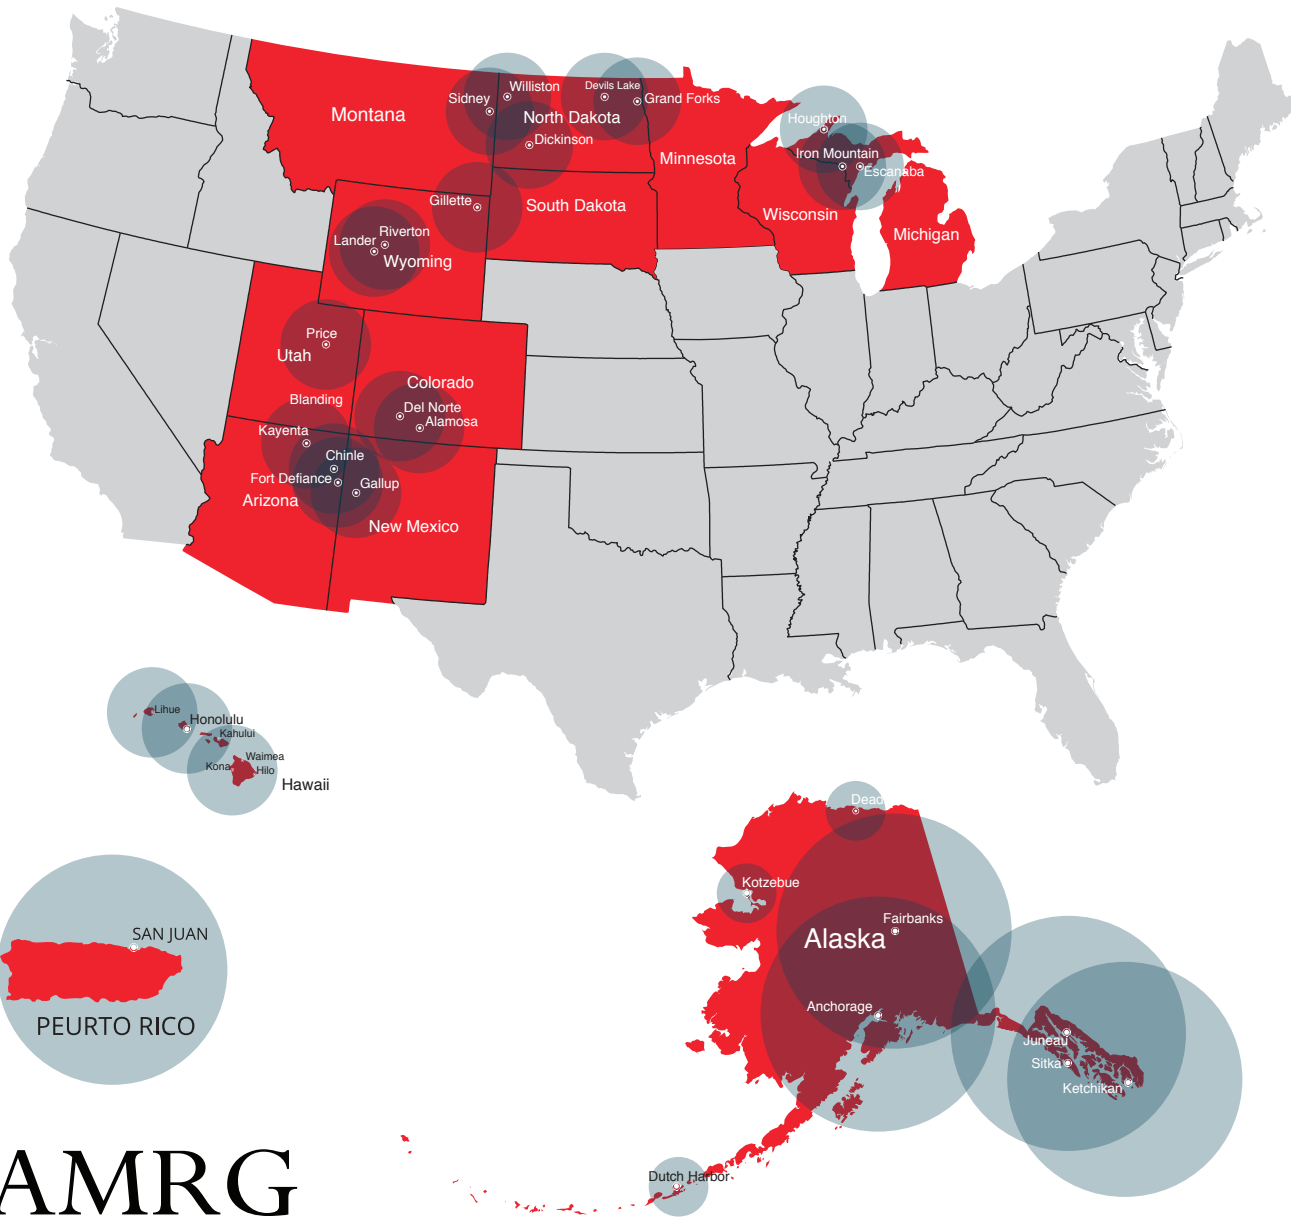 Montana
Sidney
Williston
North Dakota
Dickinson
Devils Lake
Grand Forks
Minnesota
Houghton
Iron Mountain
Escanaba
Wisconsin
Michigan
Gillette
South Dakota
Lander
Riverton
Wyoming
Price
Utah
Colorado
Blanding
Del Norte
Alamosa
Kayenta
Chinle
Fort Defiance
Gallup
Arizona
New Mexico
Lihue
Honolulu
Kahului
Waimea
Kona
Hilo
Hawaii
Dead
Kotzebue
Fairbanks
Alaska
Anchorage
SAN JUAN
PEURTO RICO
Juneau
Sitka
Ketchikan
Dutch Harbor
AMRG